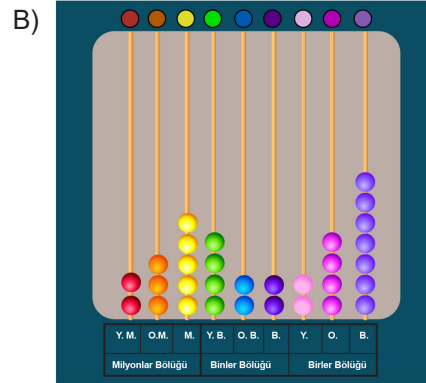 B)
Y. M. O.M. M. Y. B. O. B. B. Y. O. B.
Milyonlar Bölüğü Binler Bölüğü Birler Bölüğü